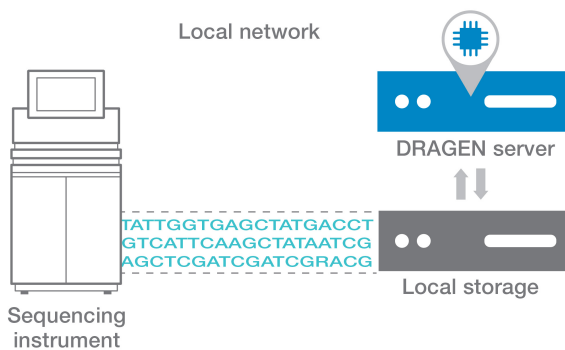 Local network
DRAGEN server
TATTGGTGAGCTATGACCT
GTCATTCAAGCTATAATCG
AGCTCGATCGATCGRACG
Local storage
Sequencing
instrument